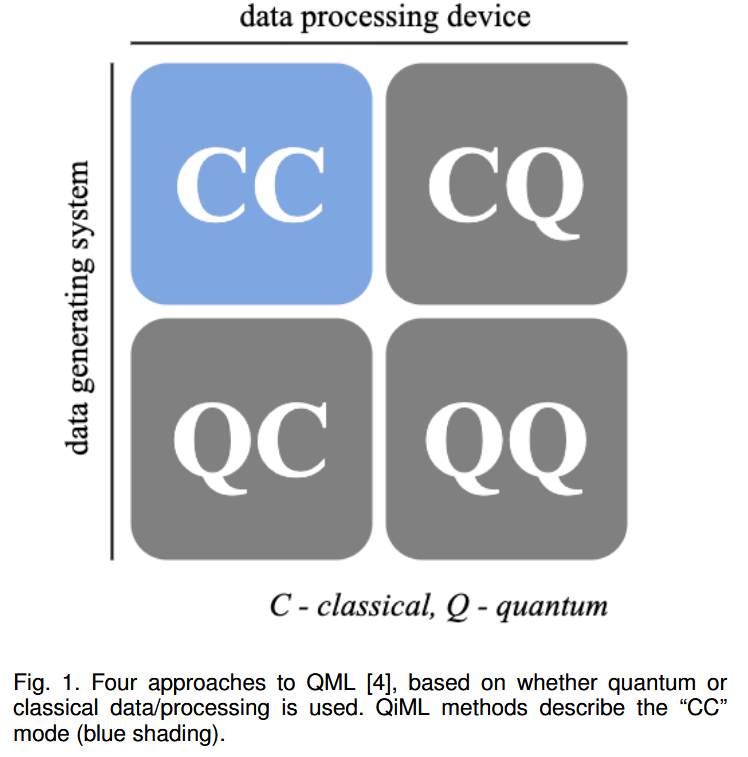 data processing device
data generating system
CC
CQ
QC
QQ
C - classical, Q - quantum
Fig. 1. Four approaches to QML [4], based on whether quantum or
classical data/processing is used. QiML methods describe the “CC”
mode (blue shading).